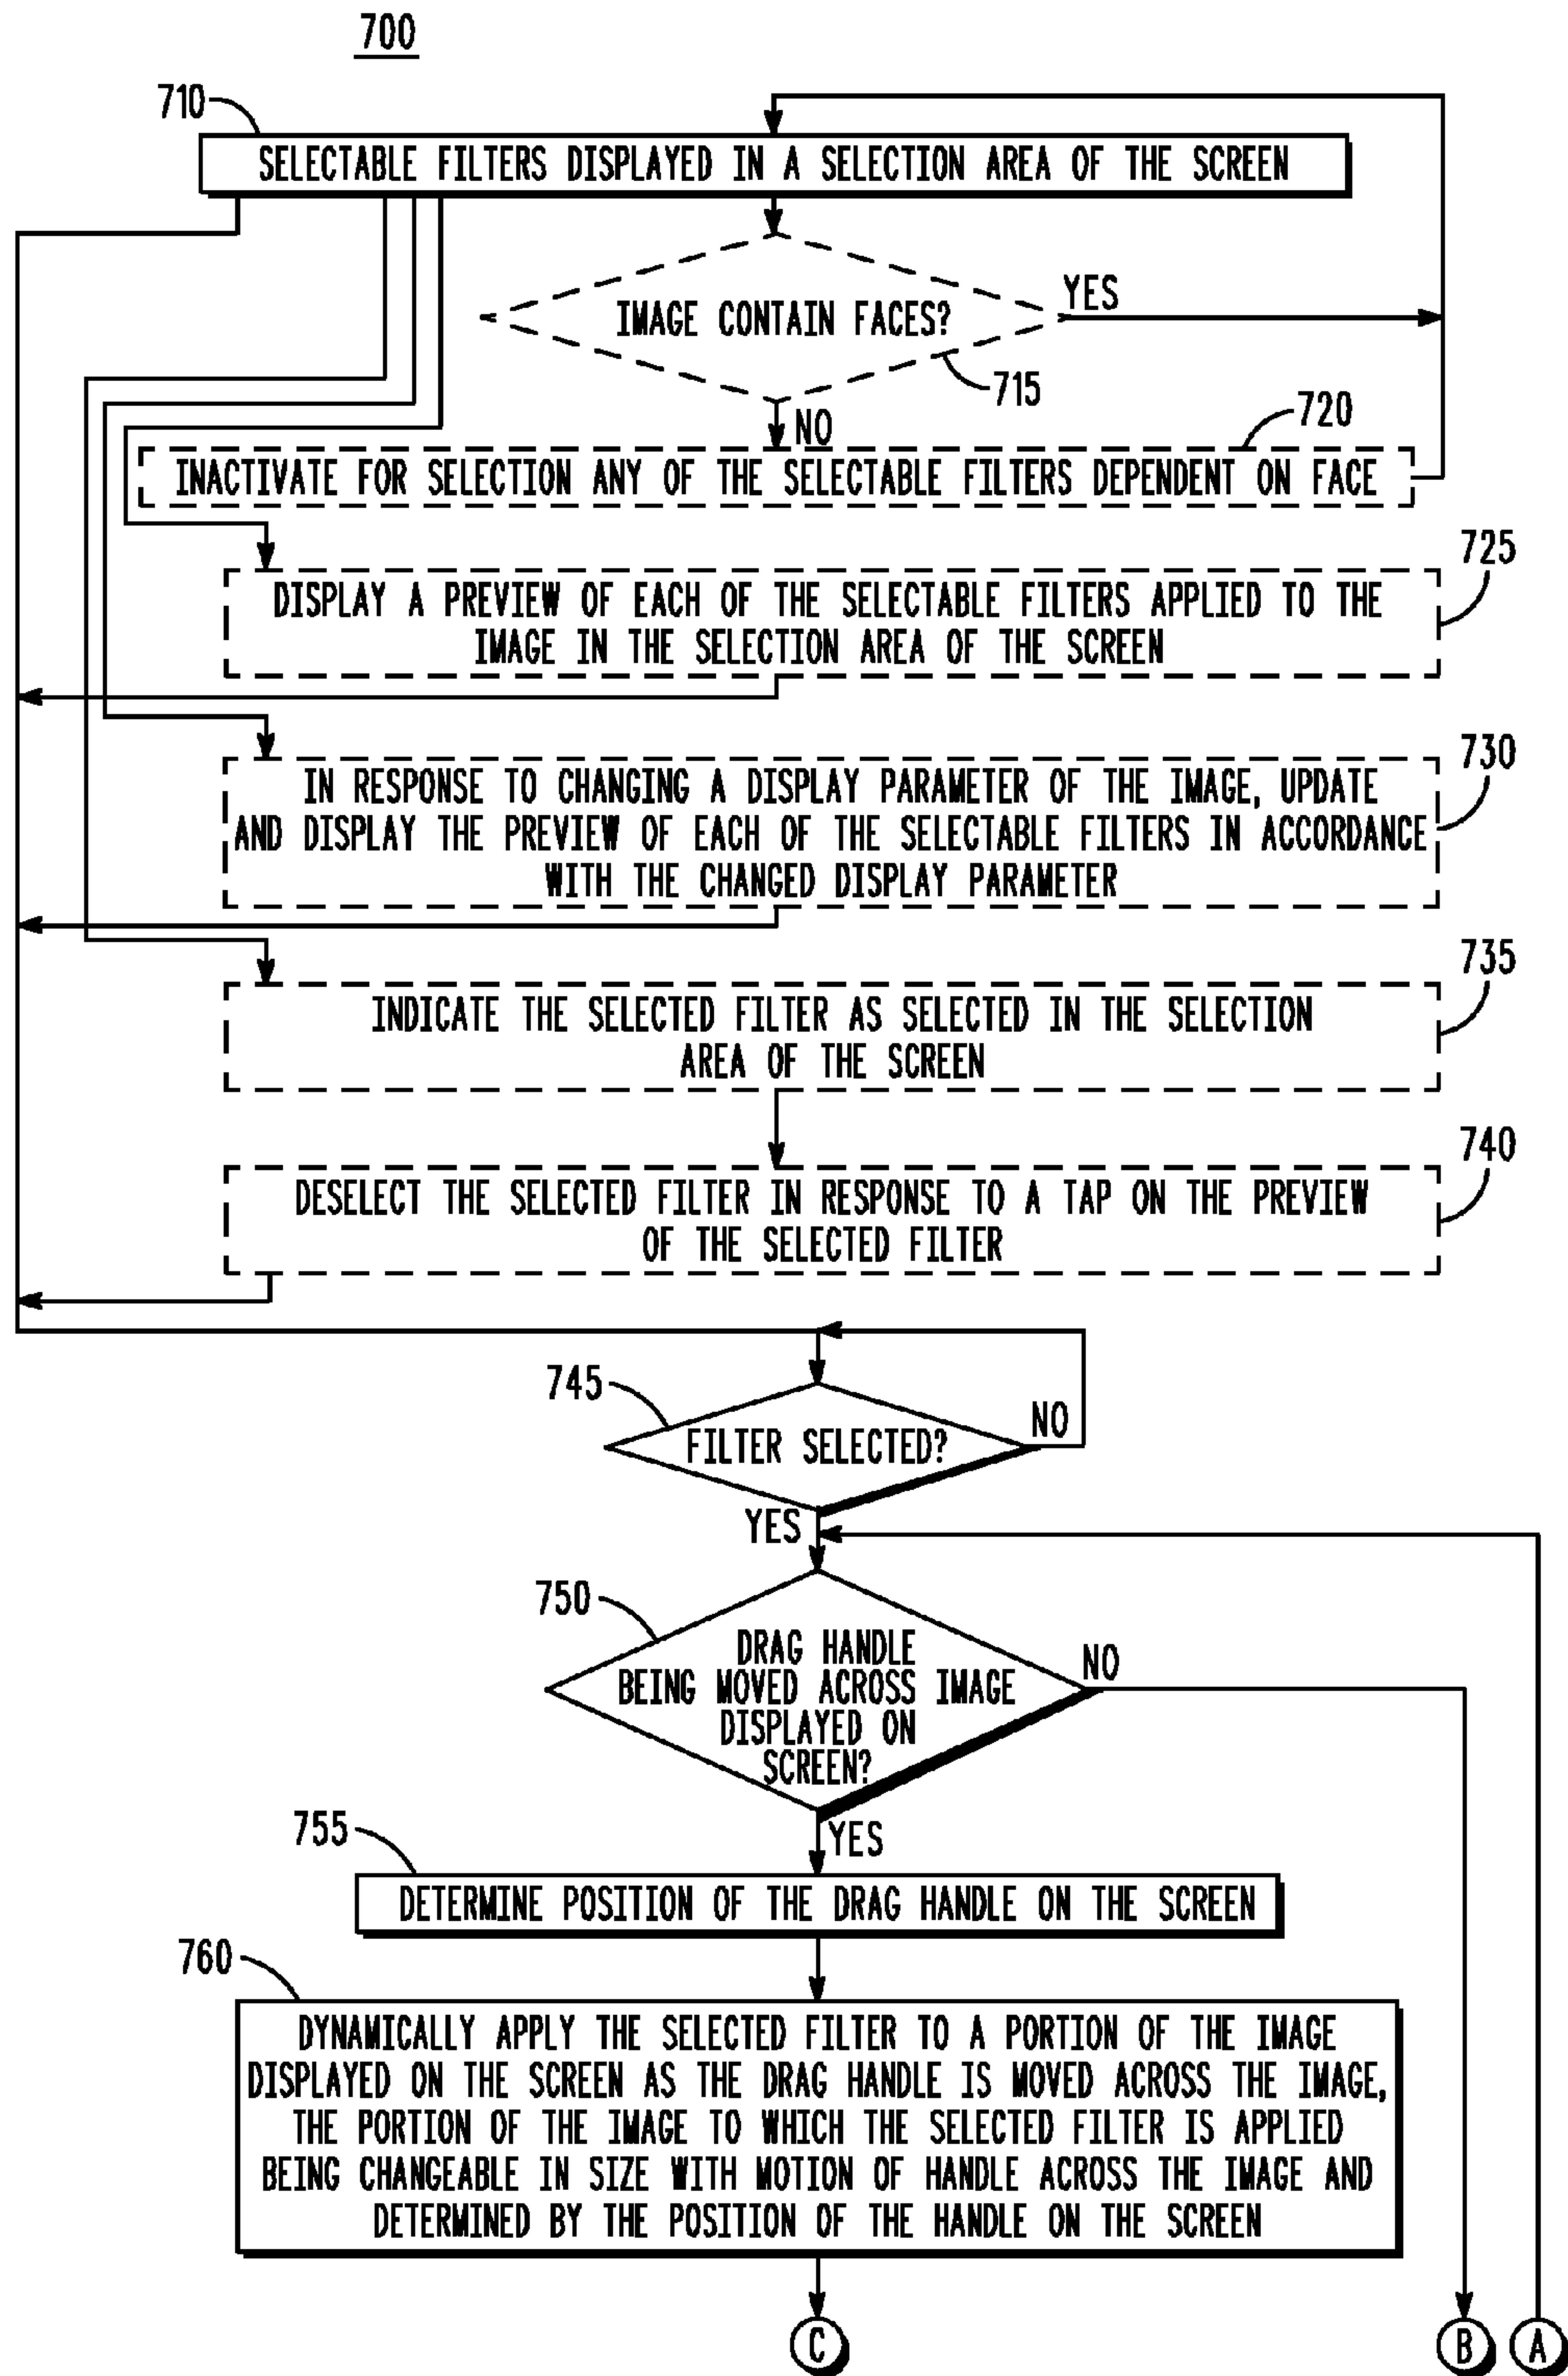 700
710
SELECTABLE FILTERS DISPLAYED IN A SELECTION AREA OF THE SCREEN
IMAGE CONTAIN FACES?
YES
715
NO
720
INACTIVATE FOR SELECTION ANY OF THE SELECTABLE FILTERS DEPENDENT ON FACE
725
DISPLAY A PREVIEW OF EACH OF THE SELECTABLE FILTERS APPLIED TO THE
IMAGE IN THE SELECTION AREA OF THE SCREEN
730
IN RESPONSE TO CHANGING A DISPLAY PARAMETER OF THE IMAGE, UPDATE
AND DISPLAY THE PREVIEW OF EACH OF THE SELECTABLE FILTERS IN ACCORDANCE
WITH THE CHANGED DISPLAY PARAMETER
735
INDICATE THE SELECTED FILTER AS SELECTED IN THE SELECTION
AREA OF THE SCREEN
740
DESELECT THE SELECTED FILTER IN RESPONSE TO A TAP ON THE PREVIEW
OF THE SELECTED FILTER
745
FILTER SELECTED?
NO
YES
750
DRAG HANDLE
BEING MOVED ACROSS IMAGE
DISPLAYED ON
SCREEN?
NO
YES
755
DETERMINE POSITION OF THE DRAG HANDLE ON THE SCREEN
760
DYNAMICALLY APPLY THE SELECTED FILTER TO A PORTION OF THE IMAGE
DISPLAYED ON THE SCREEN AS THE DRAG HANDLE IS MOVED ACROSS THE IMAGE,
THE PORTION OF THE IMAGE TO WHICH THE SELECTED FILTER IS APPLIED
BEING CHANGEABLE IN SIZE WITH MOTION OF HANDLE ACROSS THE IMAGE AND
DETERMINED BY THE POSITION OF THE HANDLE ON THE SCREEN
C
B
A